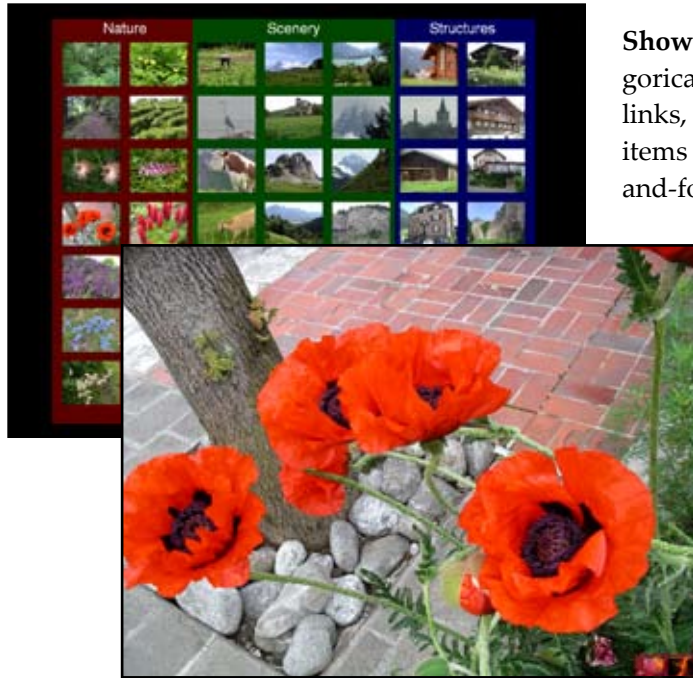 Nature Scenery Structures
Show
gorica
links,
items
and-fo